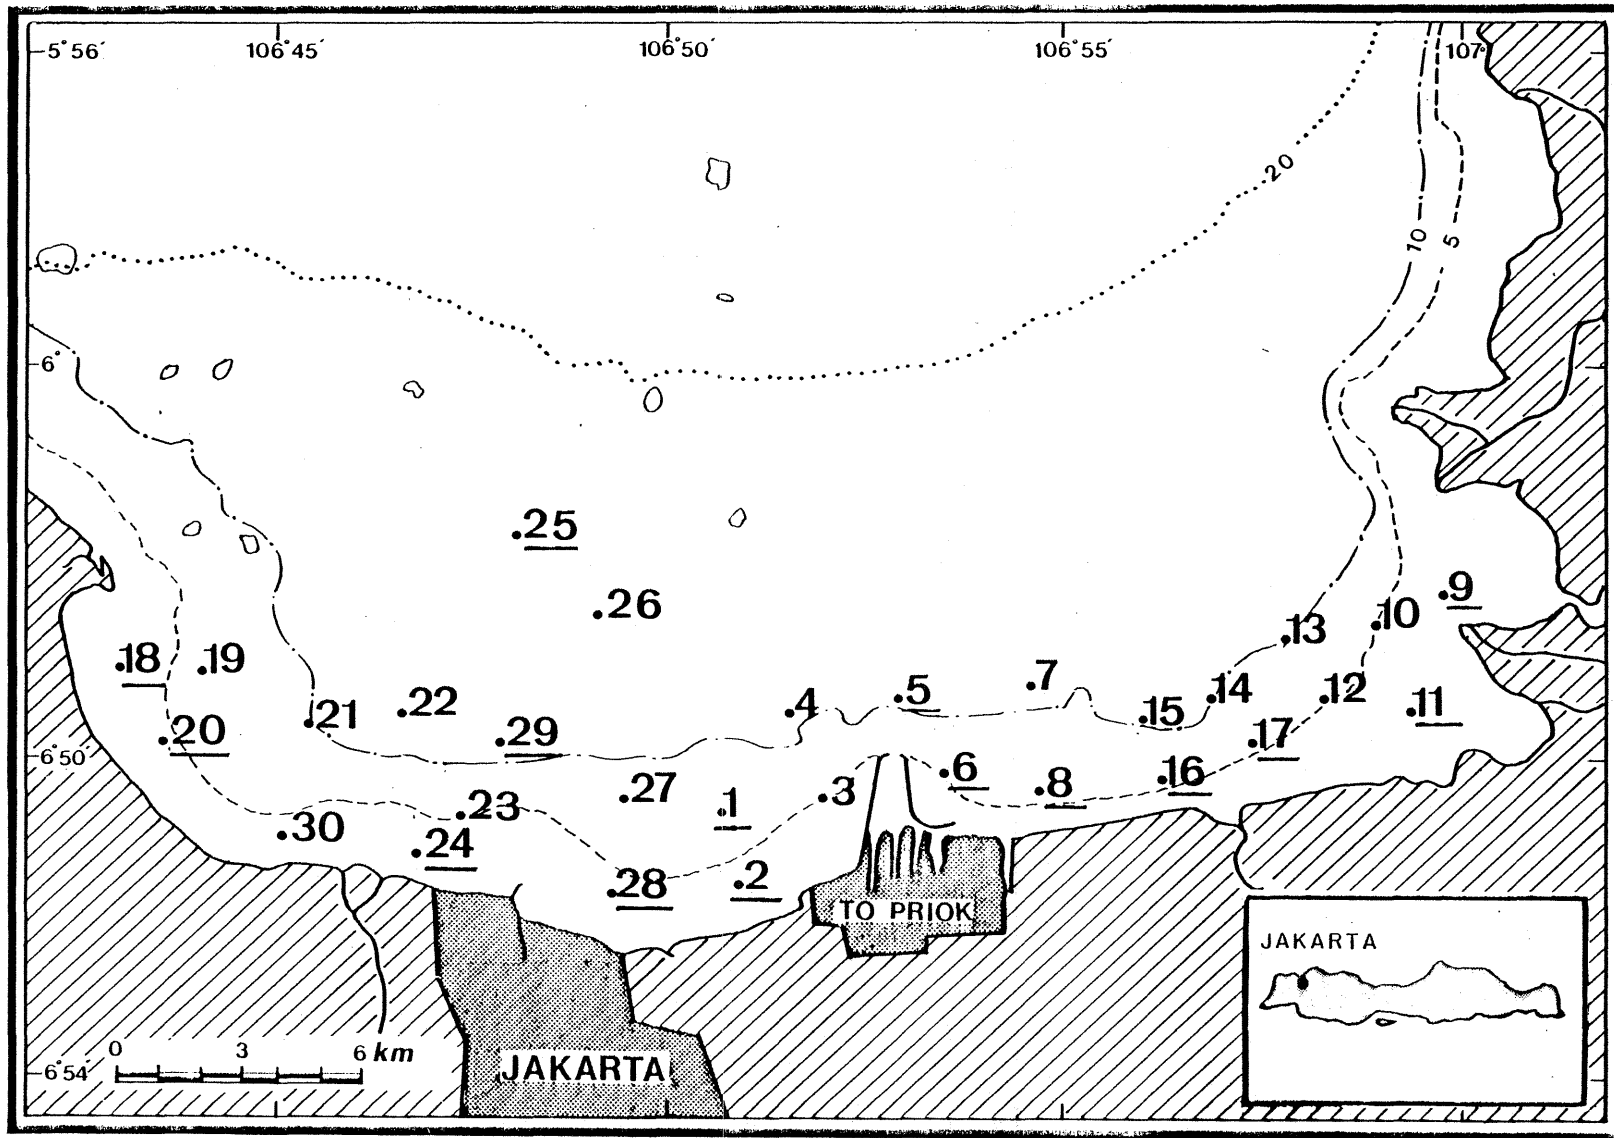 5°56′ 106°45′ 106°50′ 106°55′ 107°
20
10 5
6°
.25
.26 .9
.13 .10
.18 .19 .7
.22 .4 .5 .14 .12 .11
.21 .15
.20 .29 .17
6°50′ .6 .16
.27 .1 .3 .8
.23
.30 .24
.28 .2
TO PRIOK
JAKARTA
0 3 6 km
6°54′ JAKARTA